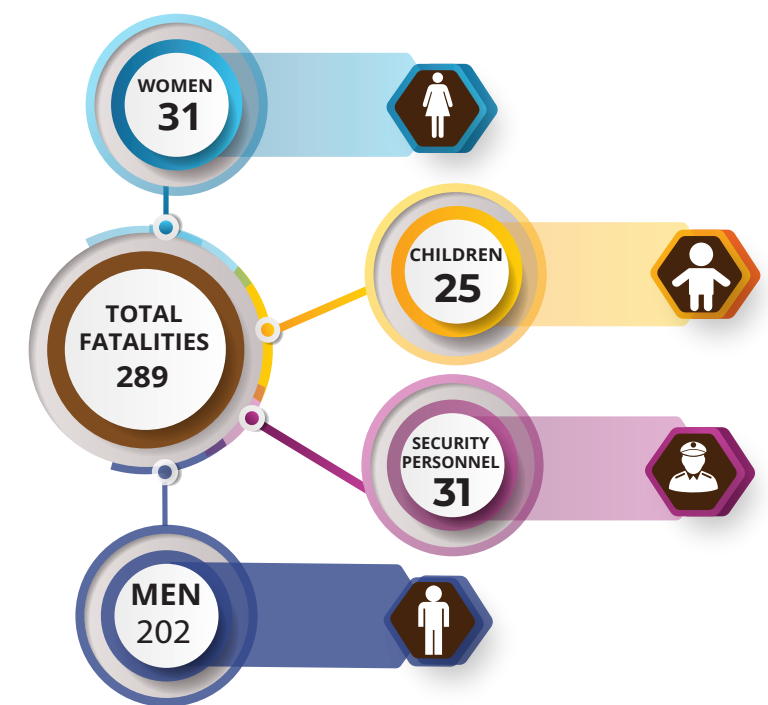 WOMEN
31
TOTAL
FATALITIES
289
CHILDREN
25
SECURITY
PERSONNEL
31
MEN
202